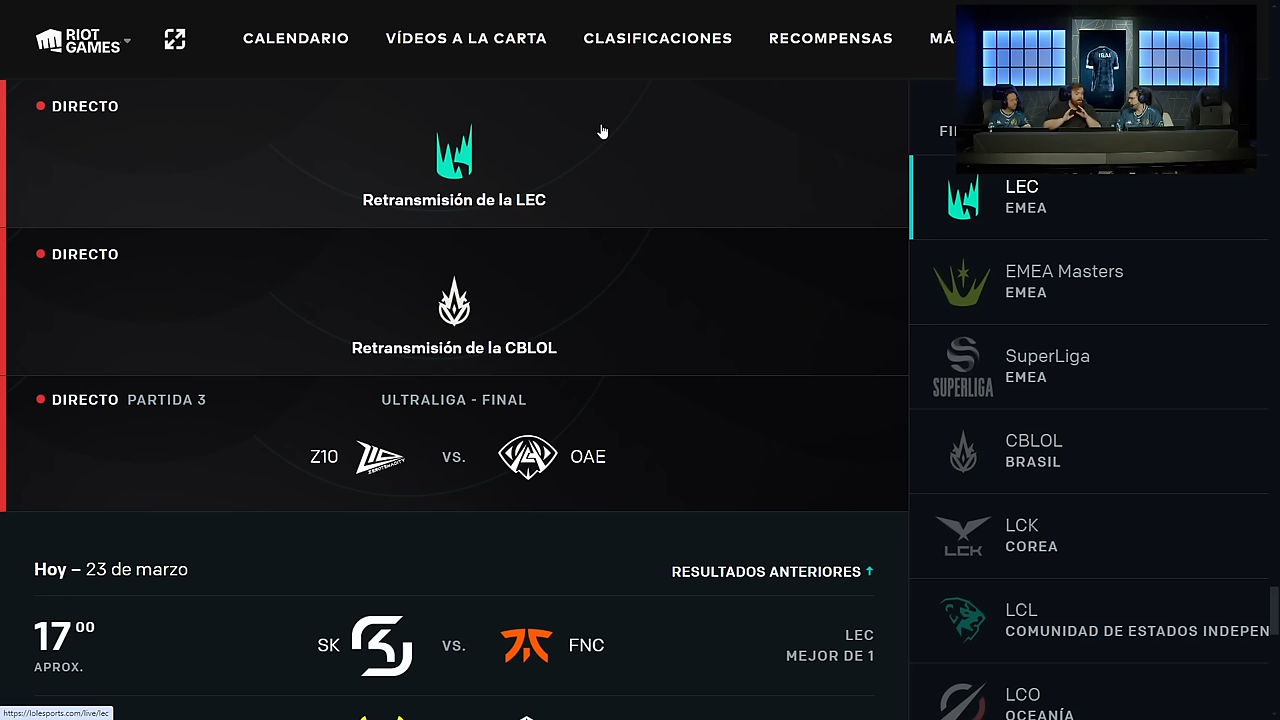 RIOT GAMES
CALENDARIO
VÍDEOS A LA CARTA
CLASIFICACIONES
RECOMPENSAS
DIRECTO
Retransmisión de la LEC
DIRECTO
Retransmisión de la CBLOL
DIRECTO PARTIDA 3
ULTRALIGA - FINAL
Z10
VS.
OAE
Hoy – 23 de marzo
RESULTADOS ANTERIORES ↑
17 00
APROX.
SK
VS.
FNC
LEC
MEJOR DE 1
LEC
EMEA
EMEA Masters
EMEA
SUPERLIGA
SuperLiga
EMEA
CBLOL
BRASIL
LCK
LCK
COREA
LCL
COMUNIDAD DE ESTADOS INDEPEN
LCO
OCEANÍA
https://lolesports.com/live/lec